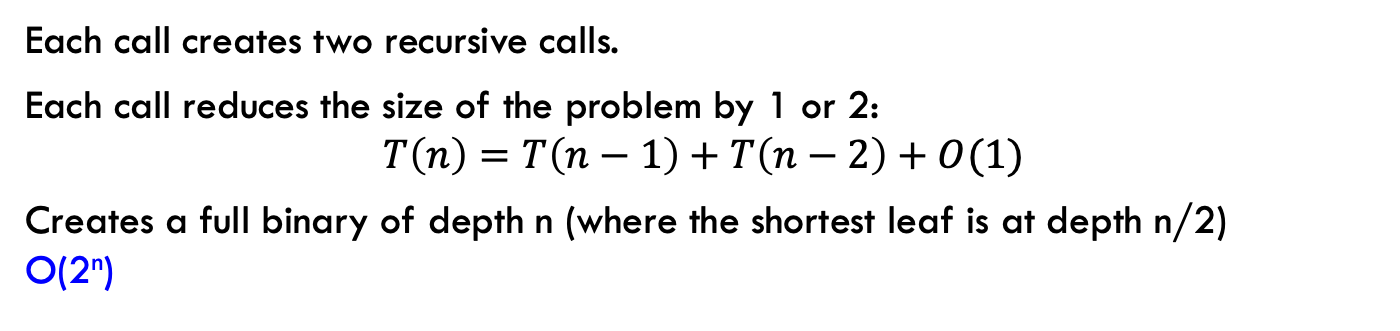 Each call creates two recursive calls.
Each call reduces the size of the problem by 1 or 2:
T(n) = T(n − 1) + T(n − 2) + O(1)
Creates a full binary of depth n (where the shortest leaf is at depth n/2)
O(2ⁿ)